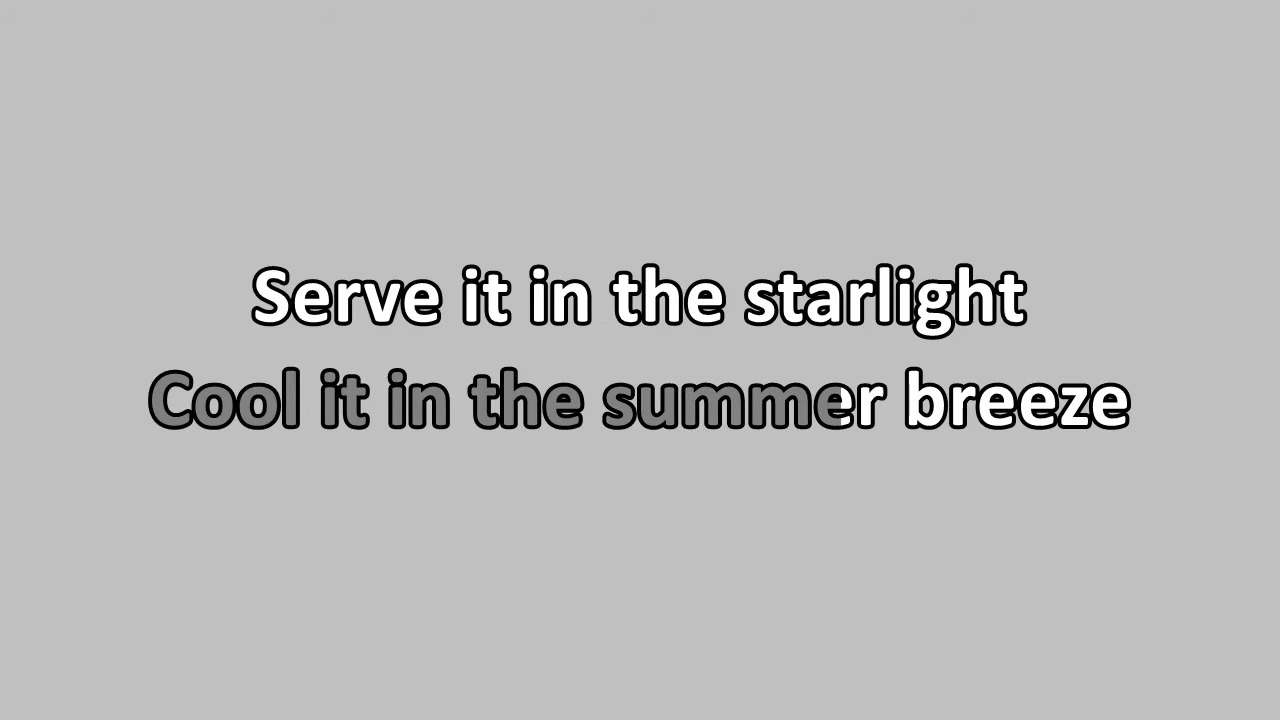 Serve it in the starlight
Cool it in the summer breeze